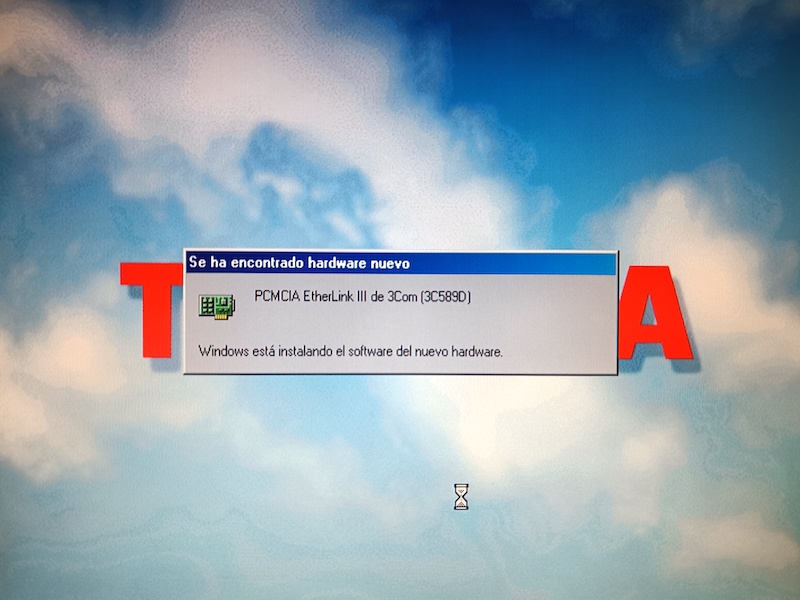 Se ha encontrado hardware nuevo
PCMCIA EtherLink III de 3Com (3C589D)
Windows está instalando el software del nuevo hardware.
T
A